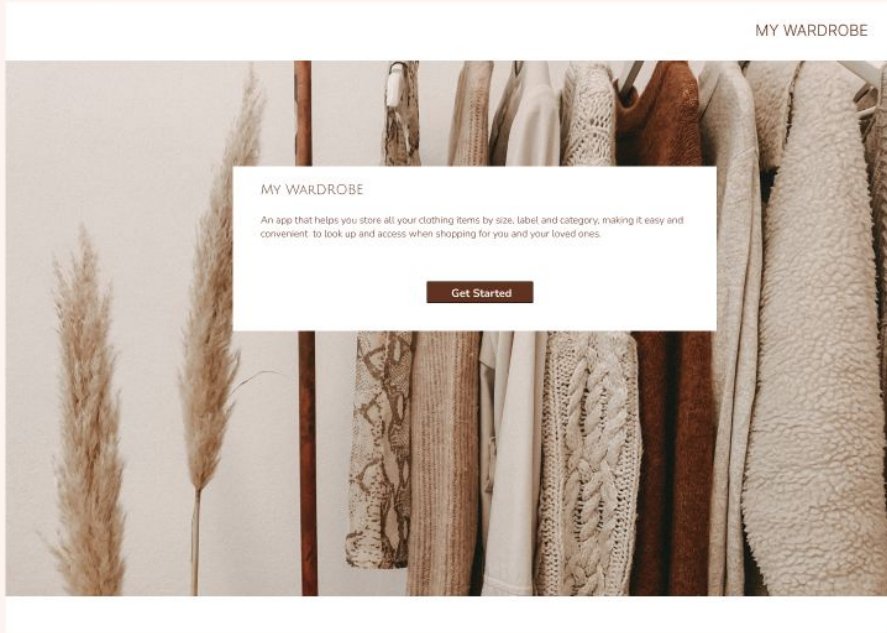 MY WARDROBE
MY WARDROBE
An app that helps you store all your clothing items by size, label and category, making it easy and
convenient to look up and access when shopping for you and your loved ones.
Get Started